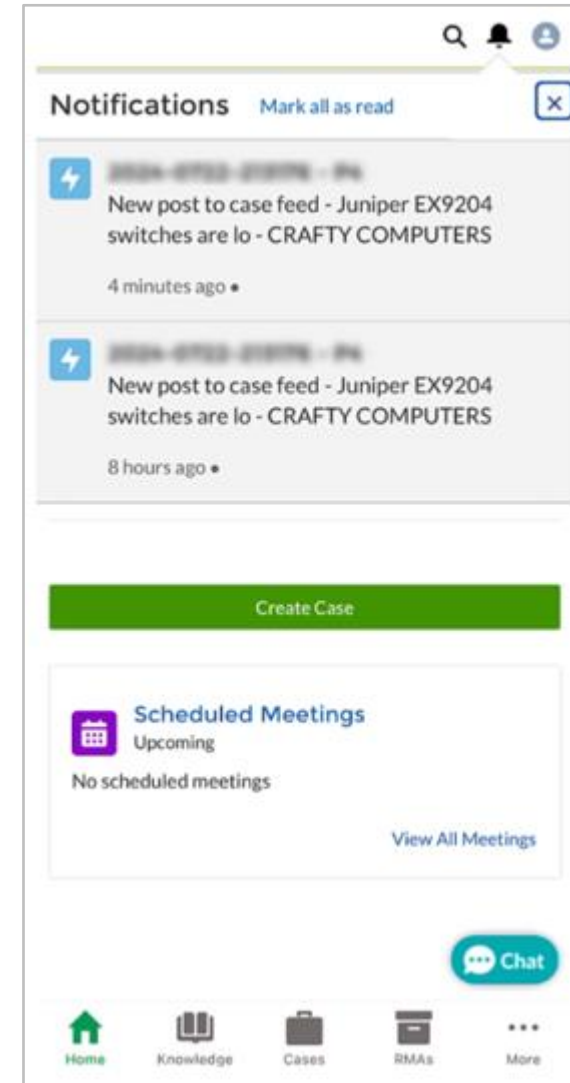 Notifications Mark all as read
New post to case feed - Juniper EX9204
switches are lo - CRAFTY COMPUTERS
4 minutes ago •
New post to case feed - Juniper EX9204
switches are lo - CRAFTY COMPUTERS
8 hours ago •
Create Case
Scheduled Meetings
Upcoming
No scheduled meetings
View All Meetings
Chat
Home Knowledge Cases RMAs More